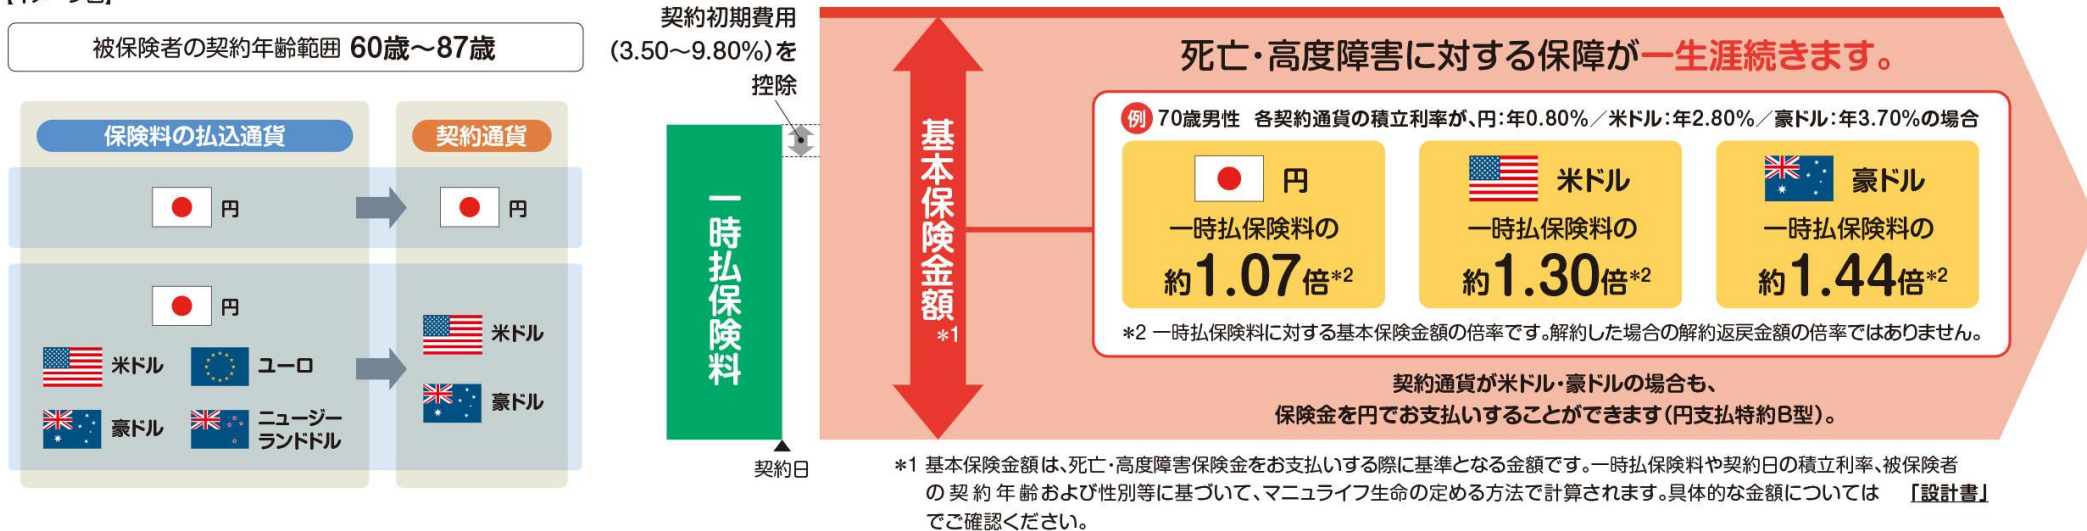 被保険者の契約年齢範囲 60歳～87歳
保険料の払込通貨
契約通貨
円
円
円
米ドル
ユーロ
豪ドル
ニュージー
ランドドル
米ドル
豪ドル
契約初期費用
(3.50～9.80%)を
控除
一時払保険料
契約日
基本保険金額
*1
死亡・高度障害に対する保障が一生涯続きます。
例 70歳男性 各契約通貨の積立利率が、円:年0.80%／米ドル:年2.80%／豪ドル:年3.70%の場合
円
一時払保険料の
約1.07倍*2
米ドル
一時払保険料の
約1.30倍*2
豪ドル
一時払保険料の
約1.44倍*2
*2 一時払保険料に対する基本保険金額の倍率です。解約した場合の解約返戻金額の倍率ではありません。
契約通貨が米ドル・豪ドルの場合も、
保険金を円でお支払いすることができます(円支払特約B型)。
*1 基本保険金額は、死亡・高度障害保険金をお支払いする際に基準となる金額です。一時払保険料や契約日の積立利率、被保険者
の契約年齢および性別等に基づいて、マニュライフ生命の定める方法で計算されます。具体的な金額については 「設計書」
でご確認ください。